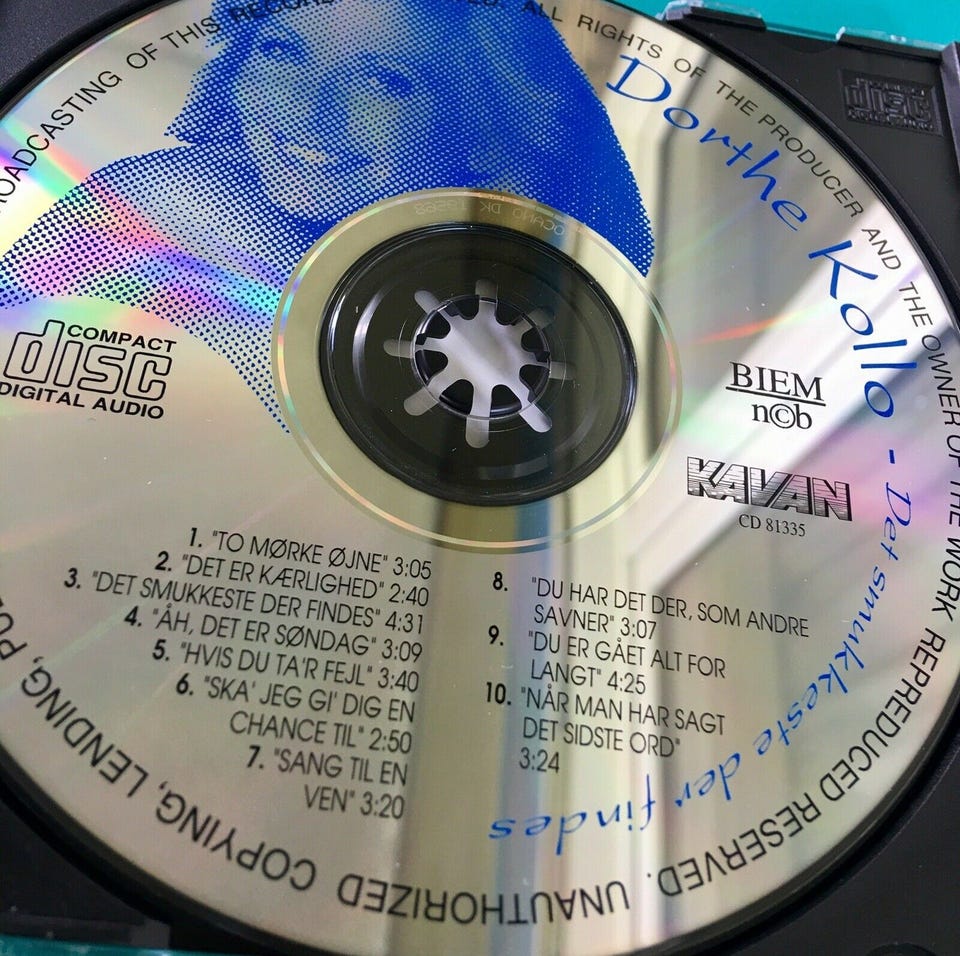 OF THIS RECORD
ALL RIGHTS OF THE PRODUCER AND THE OWNER OF THE WORK REPREDUCED RESERVED. UNAUTHORIZED COPYING, LENDING,
Dorthe Kollo - Det smukkeste der findes
COMPACT
disc
DIGITAL AUDIO
BIEM
n©b
KAVAN
CD 81335
1. "TO MØRKE ØJNE" 3:05
2. "DET ER KÆRLIGHED" 2:40
3. "DET SMUKKESTE DER FINDES" 4:31
4. "ÅH, DET ER SØNDAG" 3:09
5. "HVIS DU TA'R FEJL" 3:40
6. "SKA' JEG GI' DIG EN
CHANCE TIL" 2:50
7. "SANG TIL EN
VEN" 3:20
8. "DU HAR DET DER, SOM ANDRE
SAVNER" 3:07
9. "DU ER GÅET ALT FOR
LANGT" 4:25
10. "NÅR MAN HAR SAGT
DET SIDSTE ORD"
3:24
disc